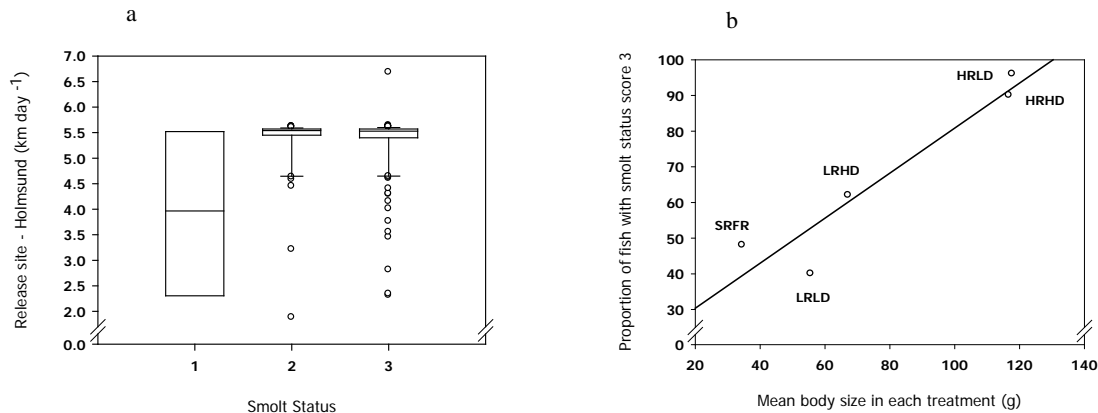 a
Release site - Holmsund (km day -1)
7.0
6.5
6.0
5.5
5.0
4.5
4.0
3.5
3.0
2.5
2.0
0.0
1 2 3
Smolt Status
b
Proportion of fish with smolt status score 3
100
90
80
70
60
50
40
30
0
HRLD
HRHD
LRHD
SRFR
LRLD
20 40 60 80 100 120 140
Mean body size in each treatment (g)